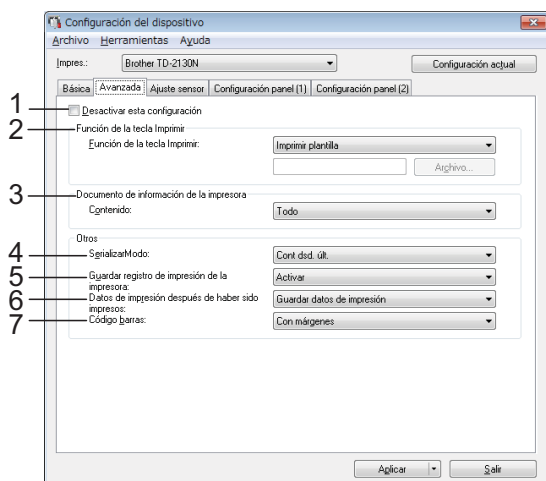 Configuración del dispositivo
Archivo Herramientas Ayuda
Impres.: Brother TD-2130N Configuración actual
Básica Avanzada Ajuste sensor Configuración panel (1) Configuración panel (2)
1 Desactivar esta configuración
2 Función de la tecla Imprimir
Función de la tecla Imprimir: Imprimir plantilla
Archivo...
3 Documento de información de la impresora
Contenido: Todo
Otros
4 SerializarModo: Cont dsd. últ.
5 Guardar registro de impresión de la impresora: Activar
6 Datos de impresión después de haber sido impresos: Guardar datos de impresión
7 Código barras: Con márgenes
Aplicar Salir